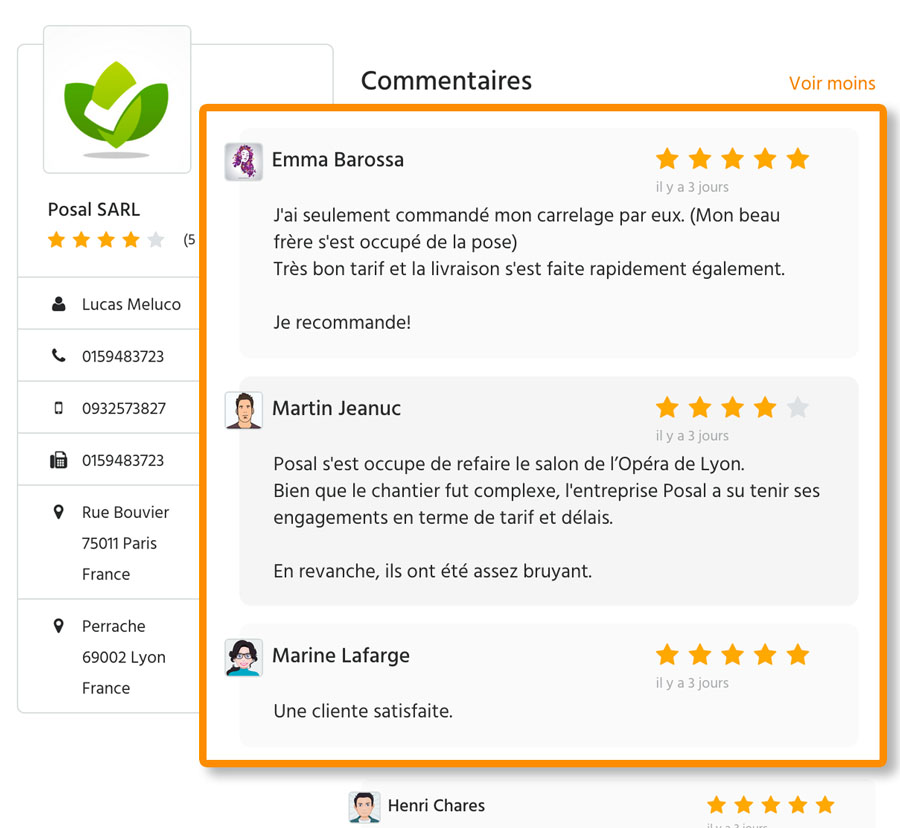 Commentaires
Voir moins
Posal SARL
(5
Lucas Meluco
0159483723
0932573827
0159483723
Rue Bouvier
75011 Paris
France
Perrache
69002 Lyon
France
Emma Barossa
il y a 3 jours
J'ai seulement commandé mon carrelage par eux. (Mon beau
frère s'est occupé de la pose)
Très bon tarif et la livraison s'est faite rapidement également.
Je recommande!
Martin Jeanuc
il y a 3 jours
Posal s'est occupe de refaire le salon de l’Opéra de Lyon.
Bien que le chantier fut complexe, l'entreprise Posal a su tenir ses
engagements en terme de tarif et délais.
En revanche, ils ont été assez bruyant.
Marine Lafarge
il y a 3 jours
Une cliente satisfaite.
Henri Chares
il y a 3 jours